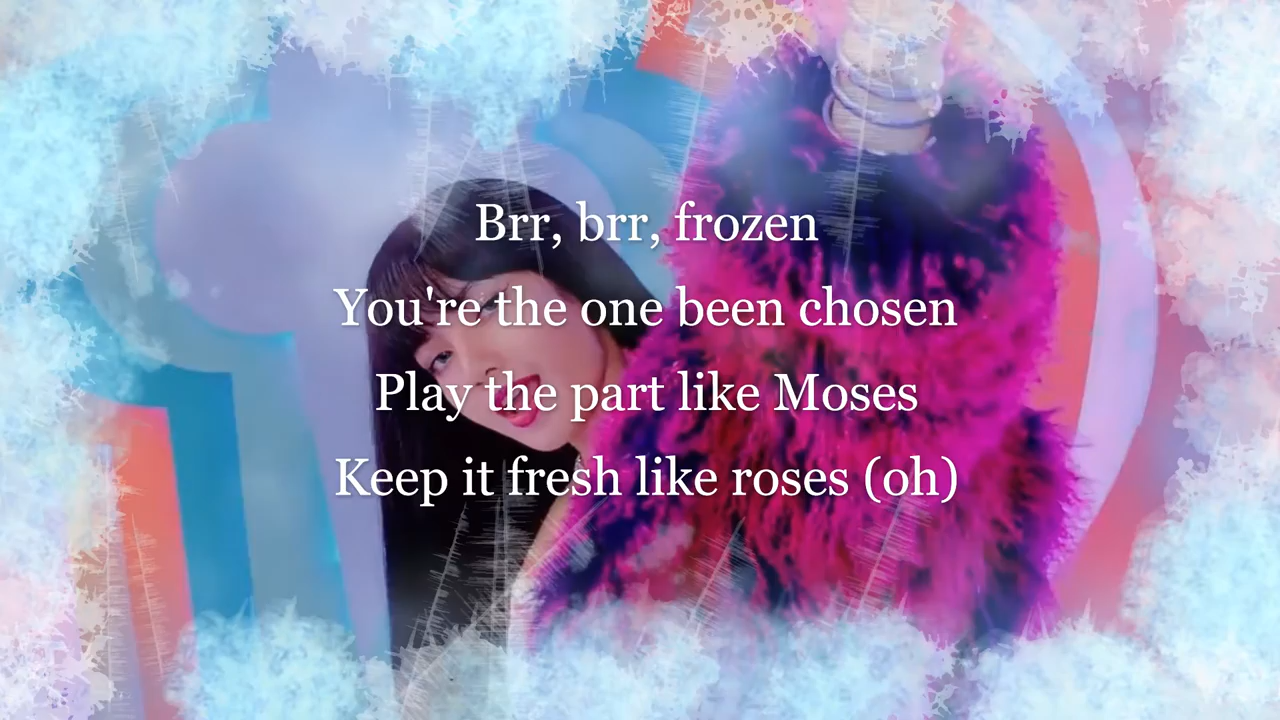 Brr, brr, frozen
You're the one been chosen
Play the part like Moses
Keep it fresh like roses (oh)